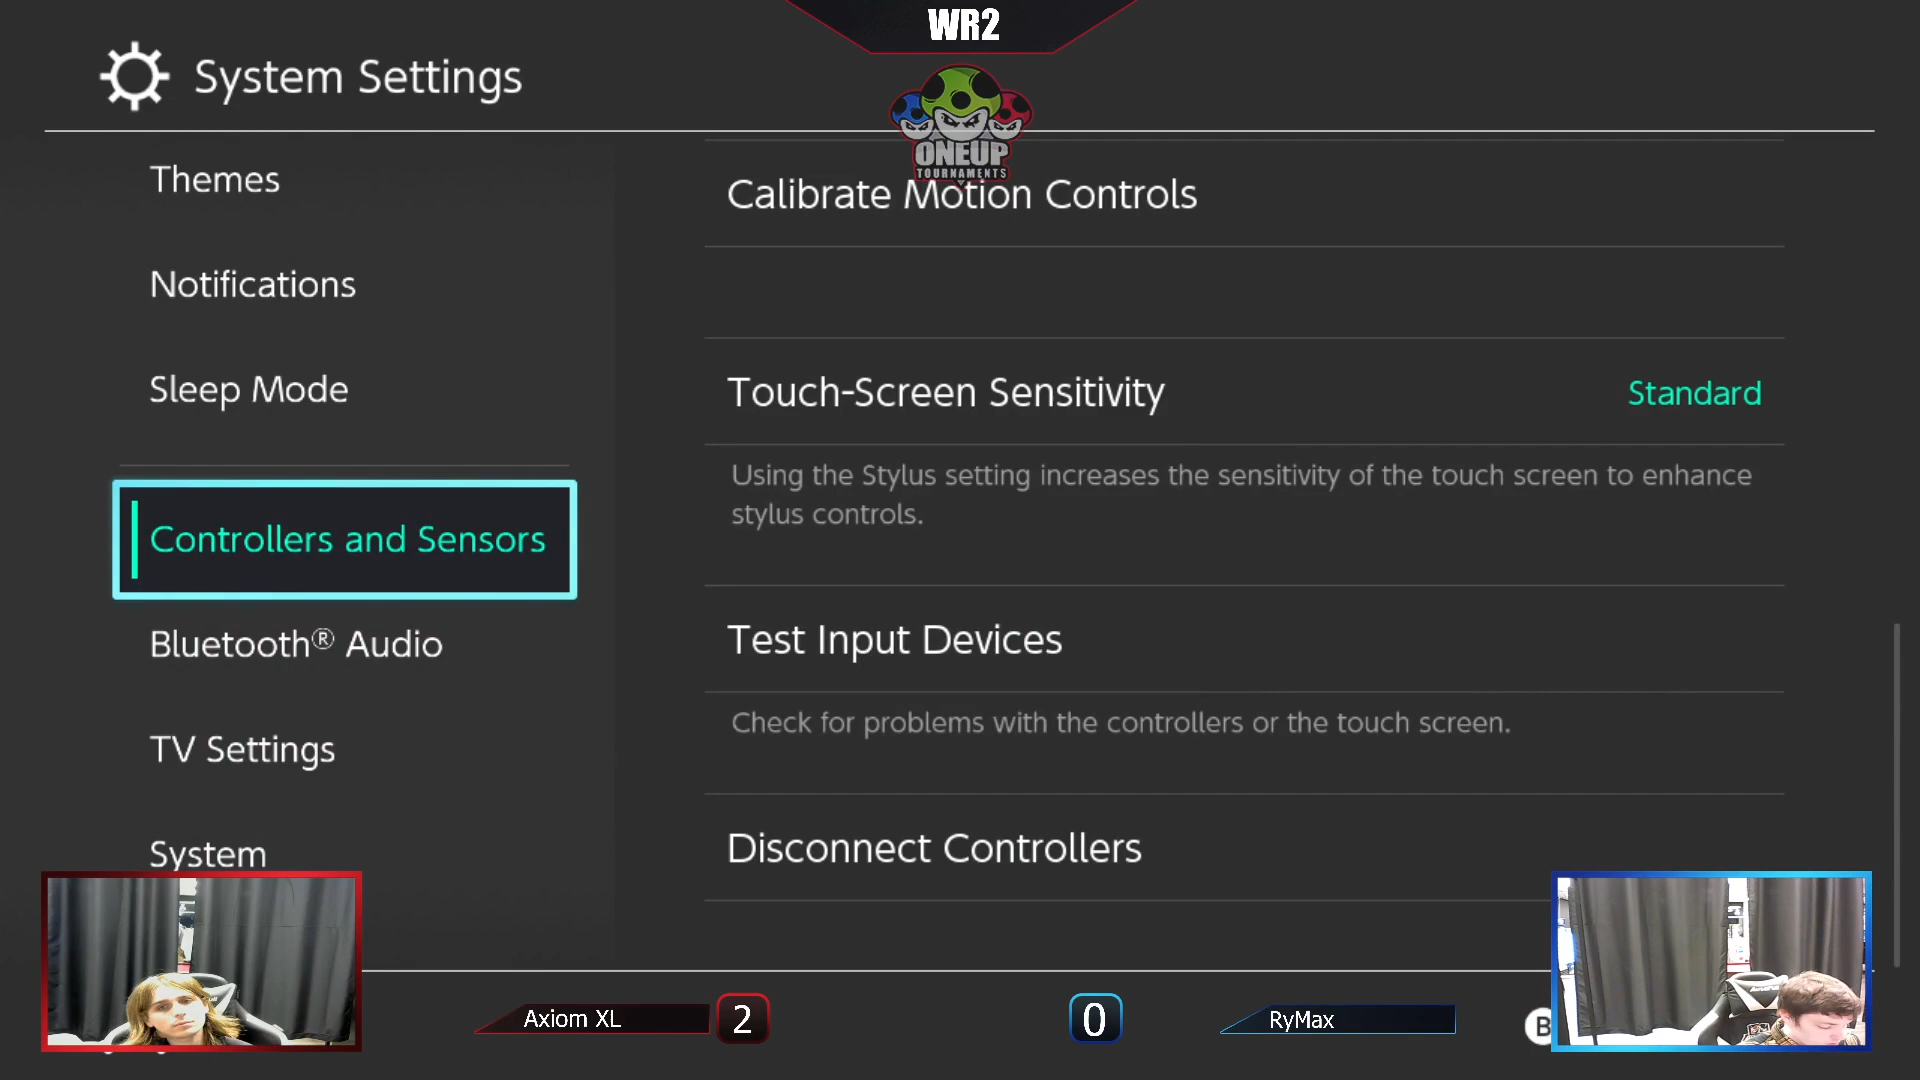 WR2
System Settings
ONEUP
TOURNAMENTS
Themes
Notifications
Sleep Mode
Controllers and Sensors
Bluetooth® Audio
TV Settings
System
Calibrate Motion Controls
Touch-Screen Sensitivity
Standard
Using the Stylus setting increases the sensitivity of the touch screen to enhance
stylus controls.
Test Input Devices
Check for problems with the controllers or the touch screen.
Disconnect Controllers
Axiom XL
2
0
RyMax
B